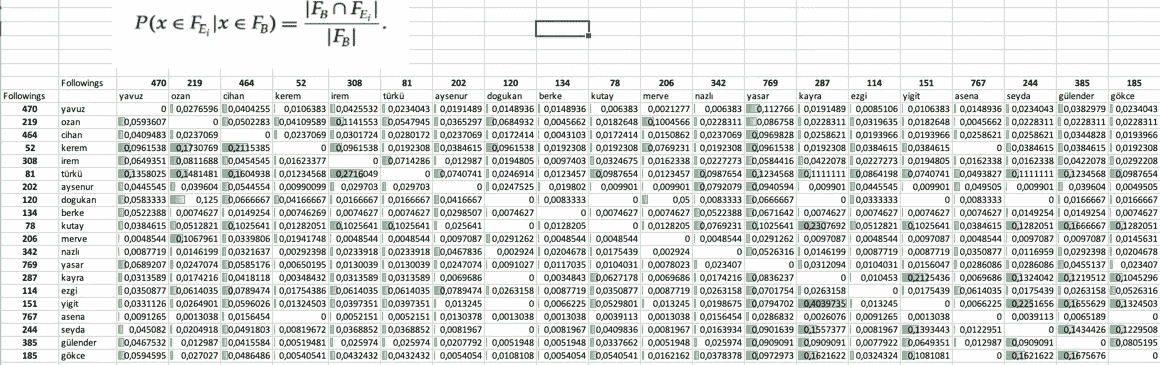 P(x ∈ F_{E_i} | x ∈ F_B) = |F_B ∩ F_{E_i}| / |F_B|.
Followings 470 219 464 52 308 81 202 120 134 78 206 342 769 287 114 151 767 244 385 185
Followings yavuz ozan cihan kerem irem türkü aysenur dogukan berke kutay merve nazlı yasar kayra ezgi yigit asena seyda gülender gökce
470 yavuz 0 0,0276596 0,0404255 0,0106383 0,0425532 0,0234043 0,0191489 0,0148936 0,0148936 0,006383 0,0021277 0,006383 0,112766 0,0191489 0,0085106 0,0106383 0,0148936 0,0234043 0,0382979 0,0234043
219 ozan 0,0593607 0 0,0502283 0,04109589 0,1141553 0,0547945 0,0365297 0,0684932 0,0045662 0,0182648 0,1004566 0,0228311 0,086758 0,0228311 0,0319635 0,0182648 0,0045662 0,0228311 0,0228311 0,0228311
464 cihan 0,0409483 0,0237069 0 0,0237069 0,0301724 0,0280172 0,0237069 0,0172414 0,0043103 0,0172414 0,0150862 0,0237069 0,0969828 0,0258621 0,0193966 0,0193966 0,0258621 0,0258621 0,0344828 0,0193966
52 kerem 0,0961538 0,1730769 0,2115385 0 0,0961538 0,0192308 0,0384615 0,0961538 0,0192308 0,0192308 0,0769231 0,0192308 0,0961538 0,0192308 0,0384615 0,0384615 0 0,0384615 0,0384615 0,0192308
308 irem 0,0649351 0,0811688 0,0454545 0,01623377 0 0,0714286 0,012987 0,0194805 0,0097403 0,0324675 0,0162338 0,0227273 0,0584416 0,0422078 0,0227273 0,0194805 0,0162338 0,0162338 0,0422078 0,0292208
81 türkü 0,1358025 0,1481481 0,1604938 0,01234568 0,2716049 0 0,0740741 0,0246914 0,0123457 0,0987654 0,0123457 0,0987654 0,1234568 0,1111111 0,0864198 0,0740741 0,0493827 0,1111111 0,1234568 0,0987654
202 aysenur 0,0445545 0,039604 0,0544554 0,00990099 0,029703 0,029703 0 0,0247525 0,019802 0,009901 0,009901 0,0792079 0,0940594 0,009901 0,0445545 0,009901 0,049505 0,009901 0,039604 0,0049505
120 dogukan 0,0583333 0,125 0,0666667 0,04166667 0,05 0,0166667 0,0416667 0 0,0083333 0 0,05 0,0083333 0,0666667 0 0,0333333 0 0,0083333 0 0,0166667 0,0166667
134 berke 0,0522388 0,0074627 0,0149254 0,00746269 0,0074627 0,0074627 0,0298507 0,0074627 0 0,0074627 0,0074627 0,0522388 0,0671642 0,0074627 0,0074627 0,0074627 0,0074627 0,0149254 0,0149254 0,0074627
78 kutay 0,0384615 0,0512821 0,1025641 0,01282051 0,1025641 0,1025641 0,025641 0 0,0128205 0 0,0128205 0,0769231 0,1025641 0,2307692 0,0512821 0,1025641 0,0384615 0,1282051 0,1666667 0,1282051
206 merve 0,0048544 0,1067961 0,0339806 0,01941748 0,0048544 0,0048544 0,0097087 0,0291262 0,0048544 0,0048544 0 0,0048544 0,0291262 0,0097087 0,0048544 0,0097087 0,0048544 0,0097087 0,0097087 0,0145631
342 nazlı 0,0087719 0,0146199 0,0321637 0,00292398 0,0233918 0,0233918 0,0467836 0,002924 0,0204678 0,0175439 0,002924 0 0,0526316 0,0146199 0,0087719 0,0087719 0,005848 0,0116959 0,0292398 0,0204678
769 yasar 0,0689207 0,0247074 0,0585176 0,00650195 0,0234070 0,0130039 0,0247074 0,0091027 0,0117035 0,0104031 0,0078023 0,023407 0 0,0312094 0,0104031 0,0156047 0,0286086 0,0286086 0,0455137 0,023407
287 kayra 0,0313589 0,0174216 0,0418118 0,0034843 0,0313589 0,0313589 0,0069686 0 0,0034843 0,0627178 0,0069686 0,0174216 0,0836237 0 0,010453 0,2125436 0,0069686 0,1324042 0,1219512 0,1045296
114 ezgi 0,0350877 0,0614035 0,0789474 0,01754386 0,0614035 0,0614035 0,0789474 0,0263158 0,0087719 0,0350877 0,0087719 0,0263158 0,0701754 0,0263158 0 0,0175439 0,0614035 0,0175439 0,0263158 0,0526316
151 yigit 0,0331126 0,0264901 0,0596026 0,01324503 0,0397351 0,0397351 0,013245 0 0,0066225 0,0529801 0,013245 0,0198675 0,0794702 0,4039735 0,013245 0 0,0066225 0,2251656 0,1655629 0,1324503
767 asena 0,0091265 0,0013038 0,0156454 0 0,0052151 0,0052151 0,0130378 0,0013038 0,0013038 0,0039113 0,0013038 0,0026076 0,0286832 0,0026076 0,0091265 0,0013038 0 0,0039113 0,0065189 0
244 seyda 0,045082 0,0204918 0,0491803 0,00819672 0,0368852 0,0368852 0,0081967 0 0,0081967 0,0409836 0,0081967 0,0163934 0,0901639 0,1557377 0,0081967 0,1393443 0,0122951 0 0,1434426 0,1229508
385 gülender 0,0467532 0,012987 0,0415584 0,00519481 0,025974 0,025974 0,0207792 0,0051948 0,0051948 0,0337662 0,0051948 0,025974 0,0909091 0,0909091 0,0077922 0,0649351 0,012987 0,0909091 0 0,0805195
185 gökce 0,0594595 0,027027 0,0486486 0,00540541 0,0432432 0,0432432 0,0054054 0,0108108 0,0054054 0,0540541 0,0162162 0,0378378 0,0972973 0,1621622 0,0324324 0,1081081 0 0,1621622 0,1675676 0